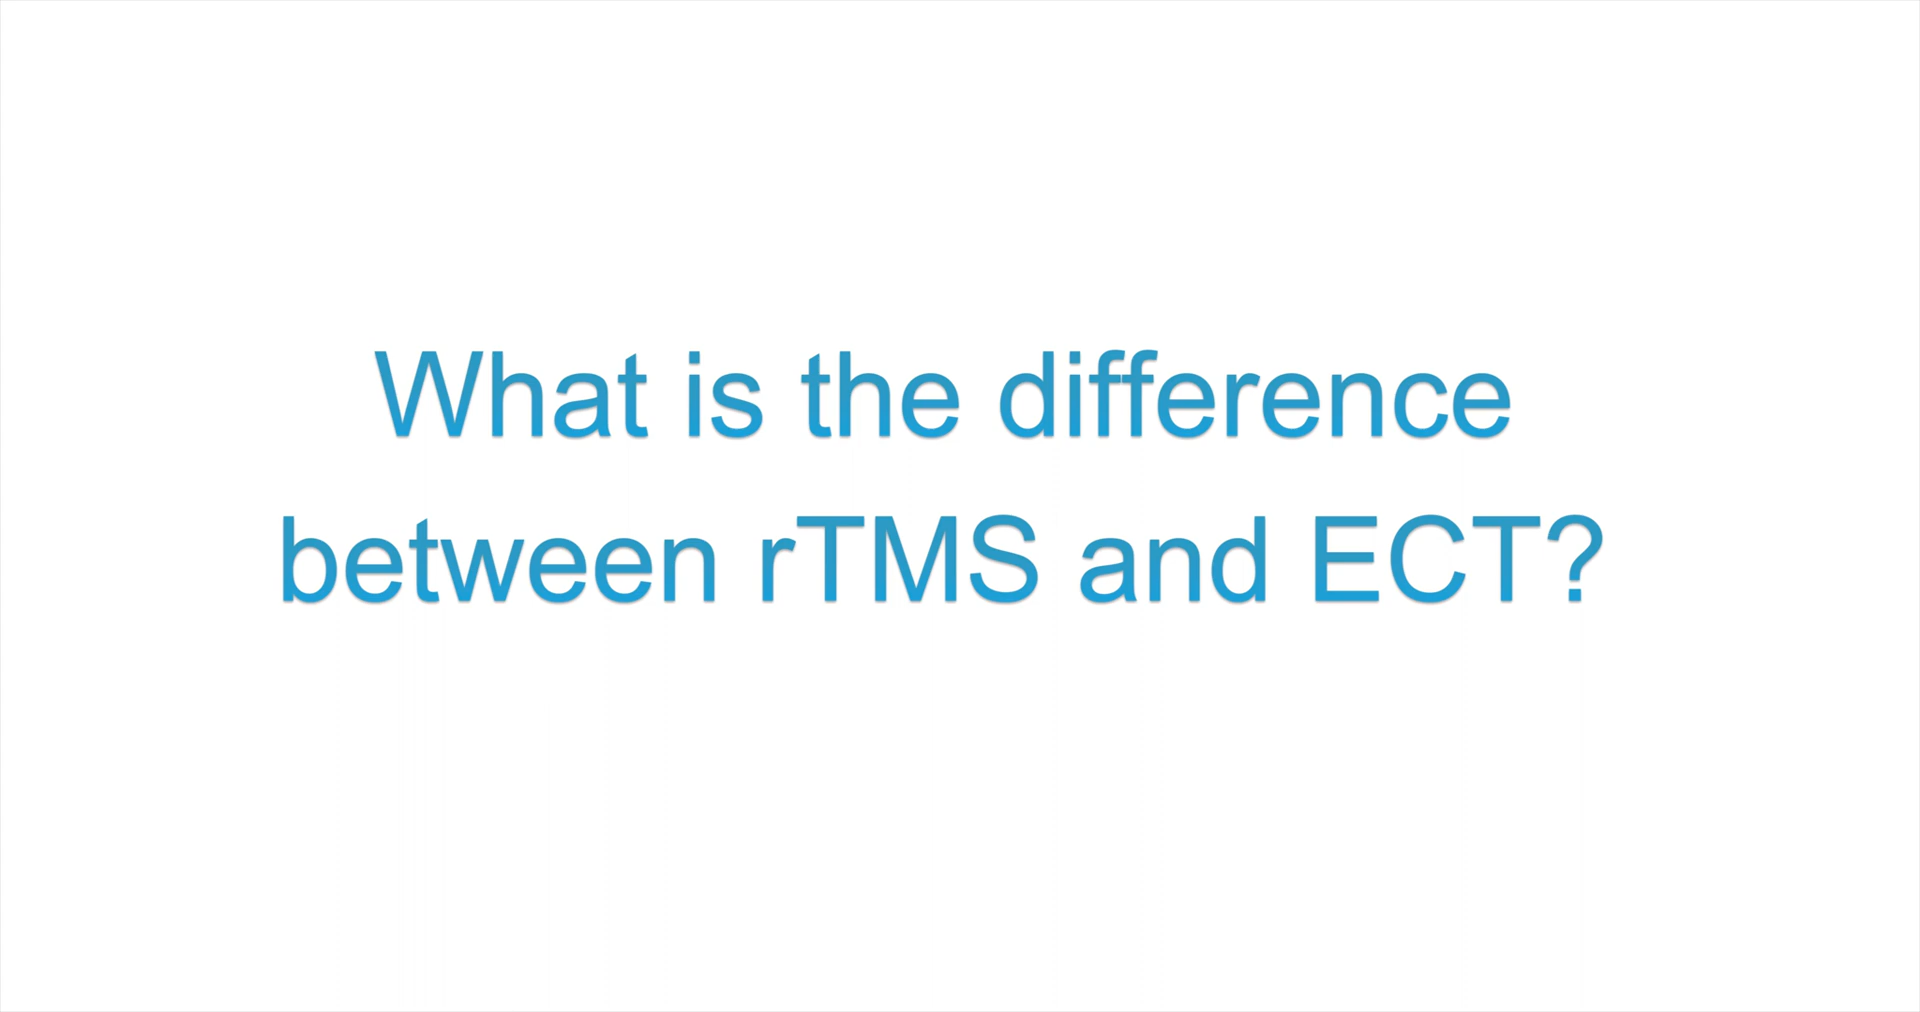 What is the difference
between rTMS and ECT?